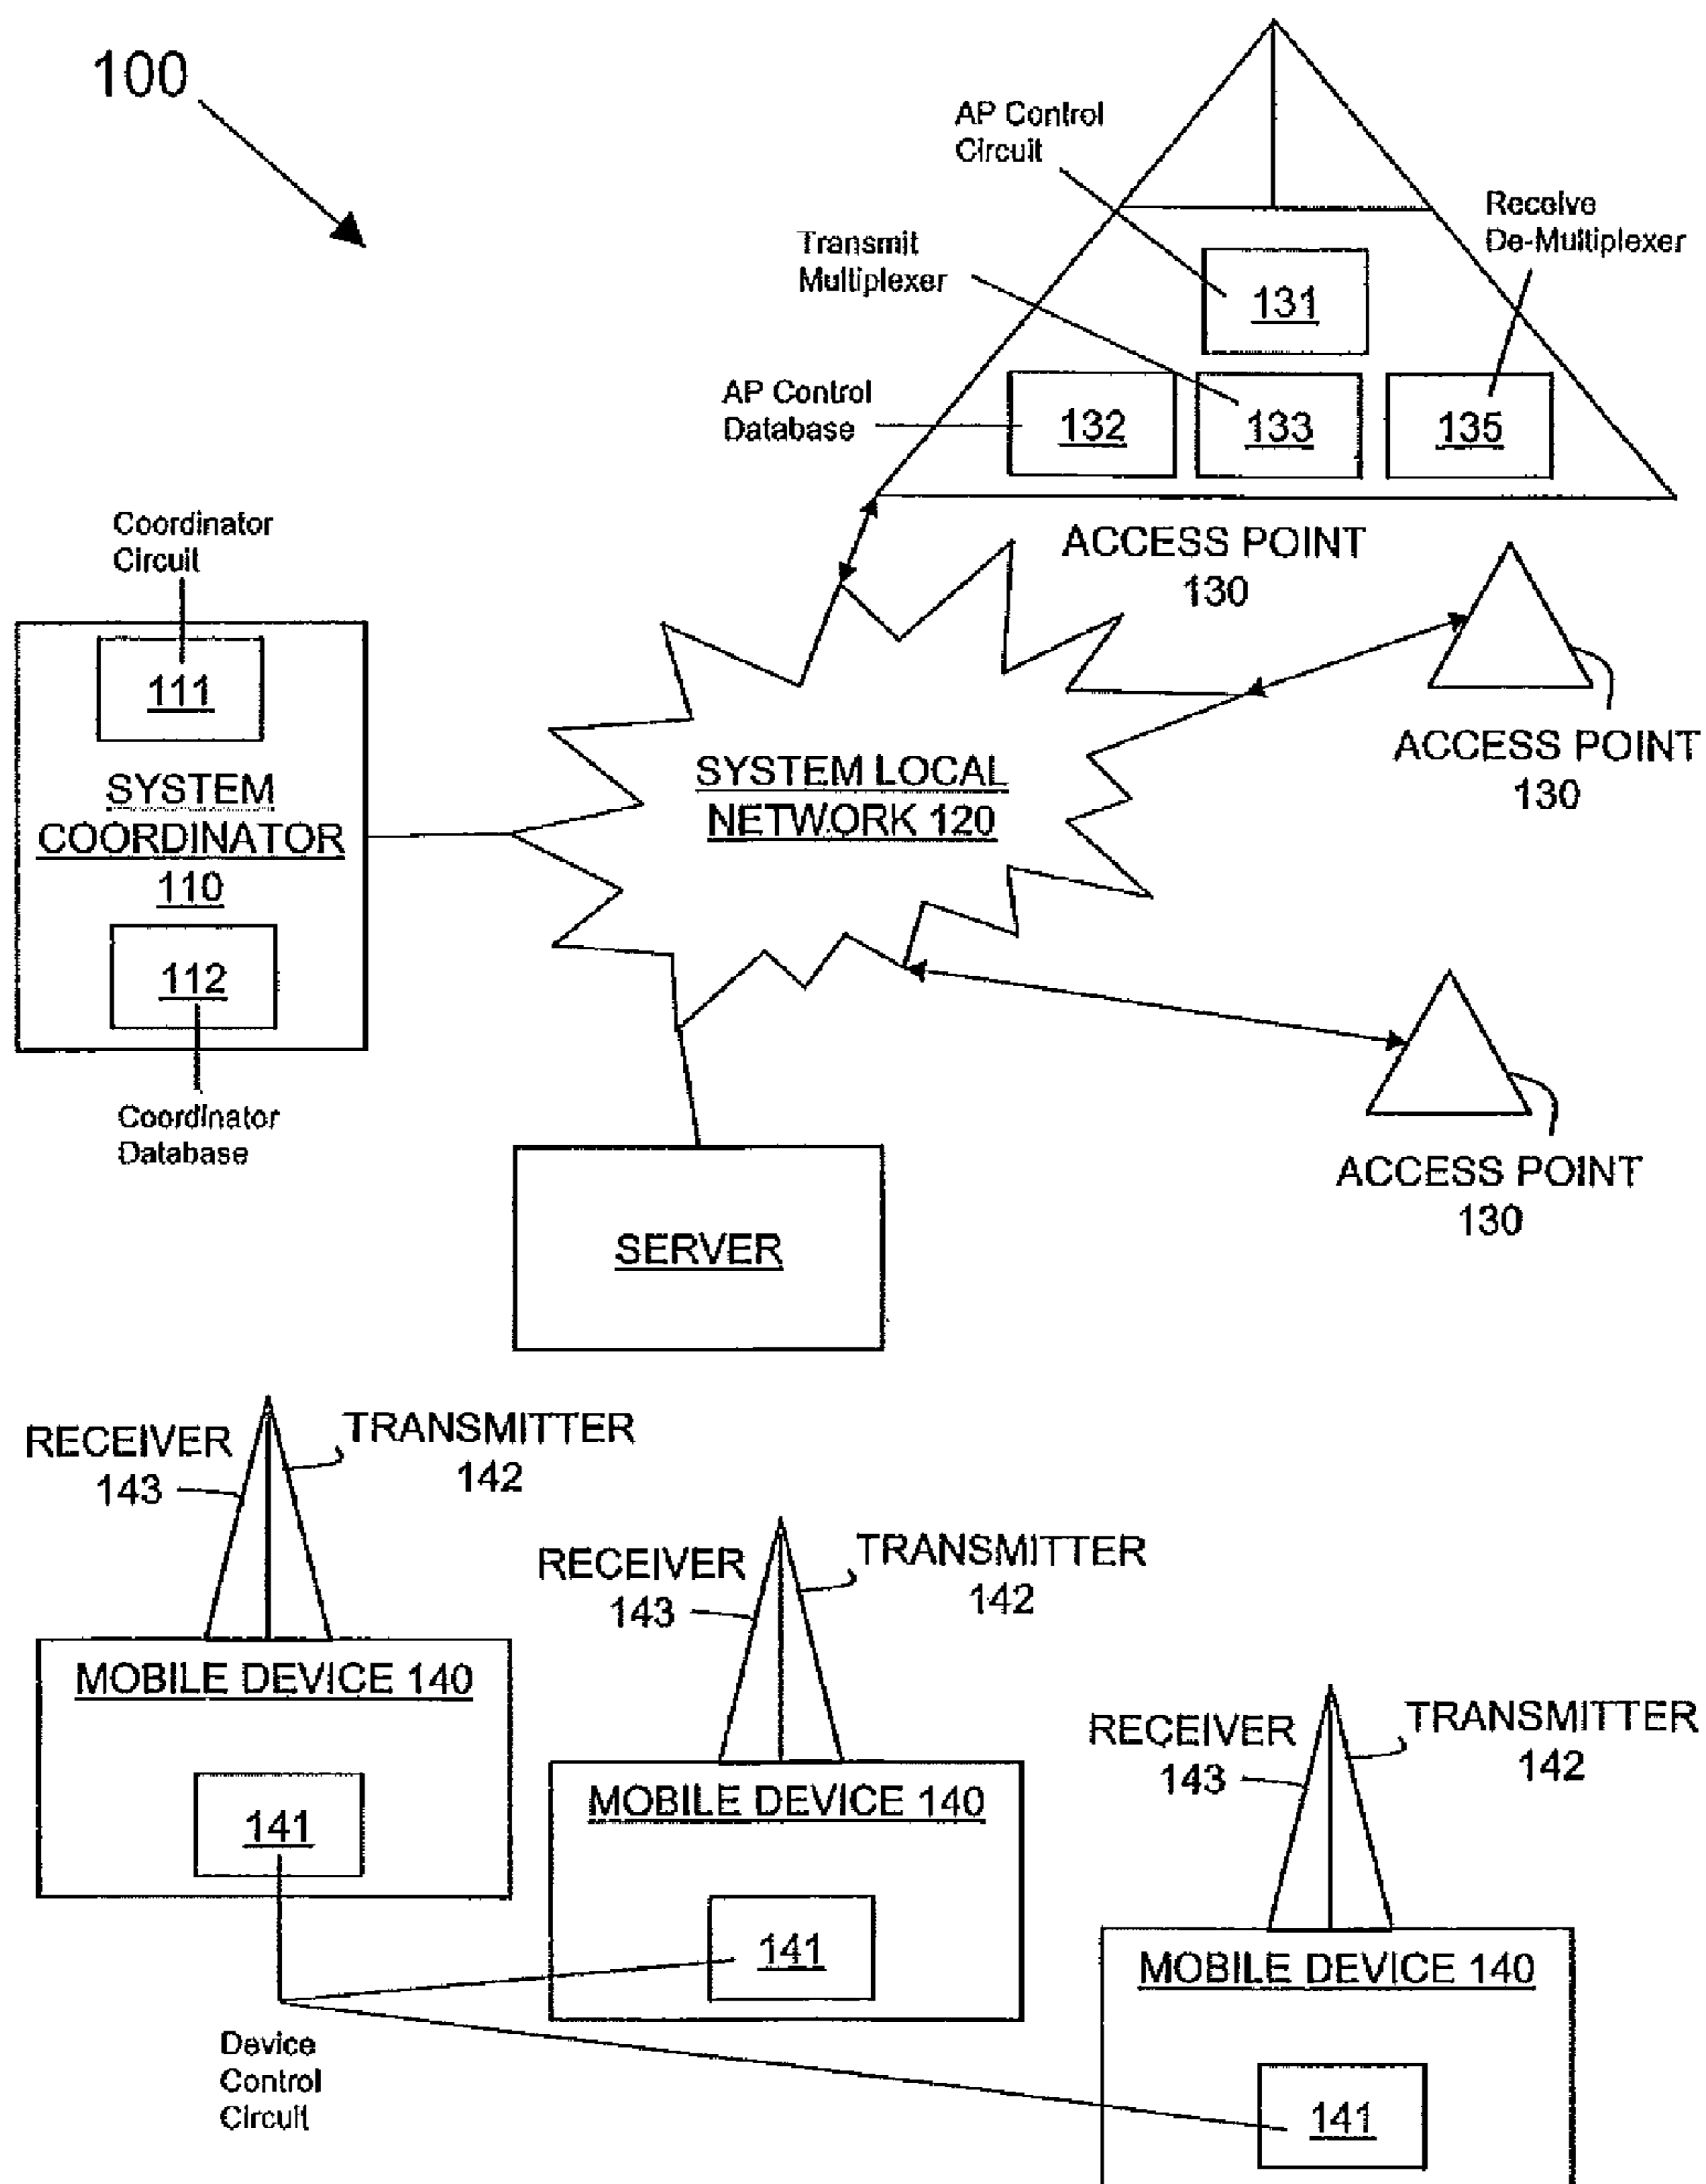 100
AP Control
Circuit
Receive
De-Multiplexer
Transmit
Multiplexer
131
AP Control
Database
132
133
135
Coordinator
Circuit
ACCESS POINT
130
111
SYSTEM
COORDINATOR
110
SYSTEM LOCAL
NETWORK 120
ACCESS POINT
130
112
Coordinator
Database
ACCESS POINT
130
SERVER
RECEIVER
143
TRANSMITTER
142
RECEIVER
143
TRANSMITTER
142
RECEIVER
143
TRANSMITTER
142
MOBILE DEVICE 140
141
MOBILE DEVICE 140
141
MOBILE DEVICE 140
141
Device
Control
Circuit